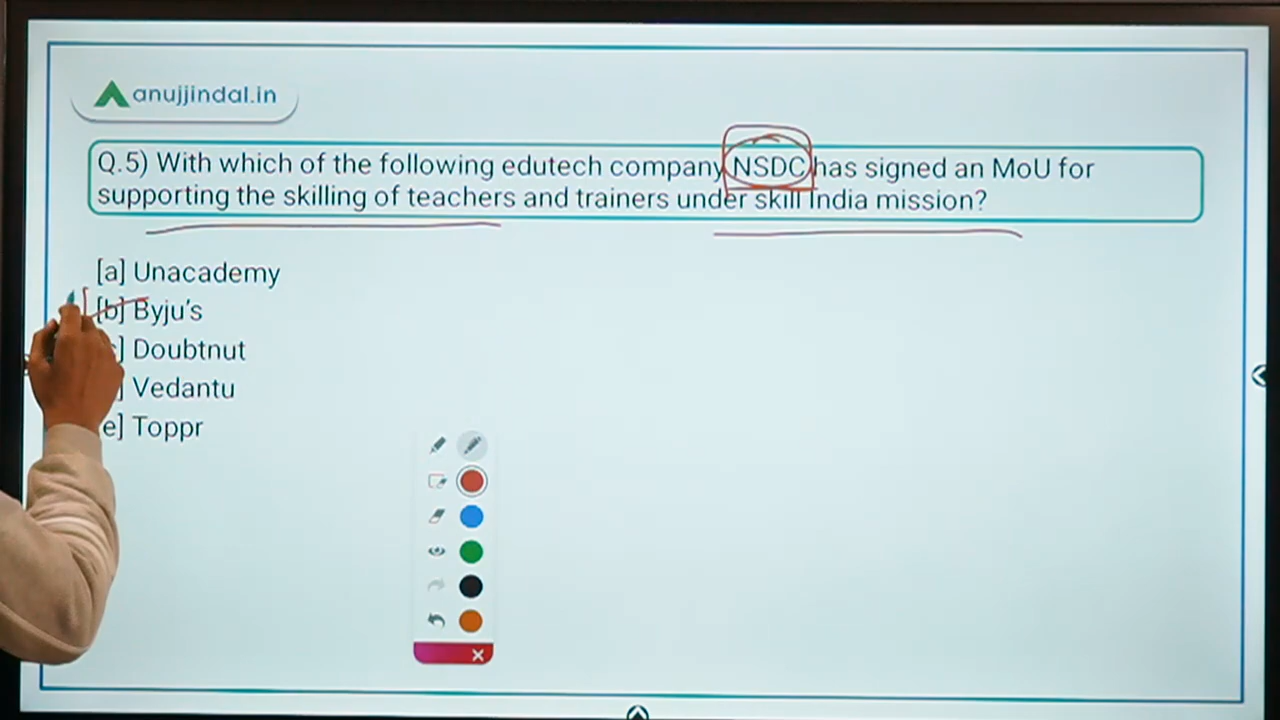 anujjindal.in
Q.5) With which of the following edutech company NSDC has signed an MoU for
supporting the skilling of teachers and trainers under skill India mission?
[a] Unacademy
[b] Byju's
] Doubtnut
] Vedantu
e] Toppr